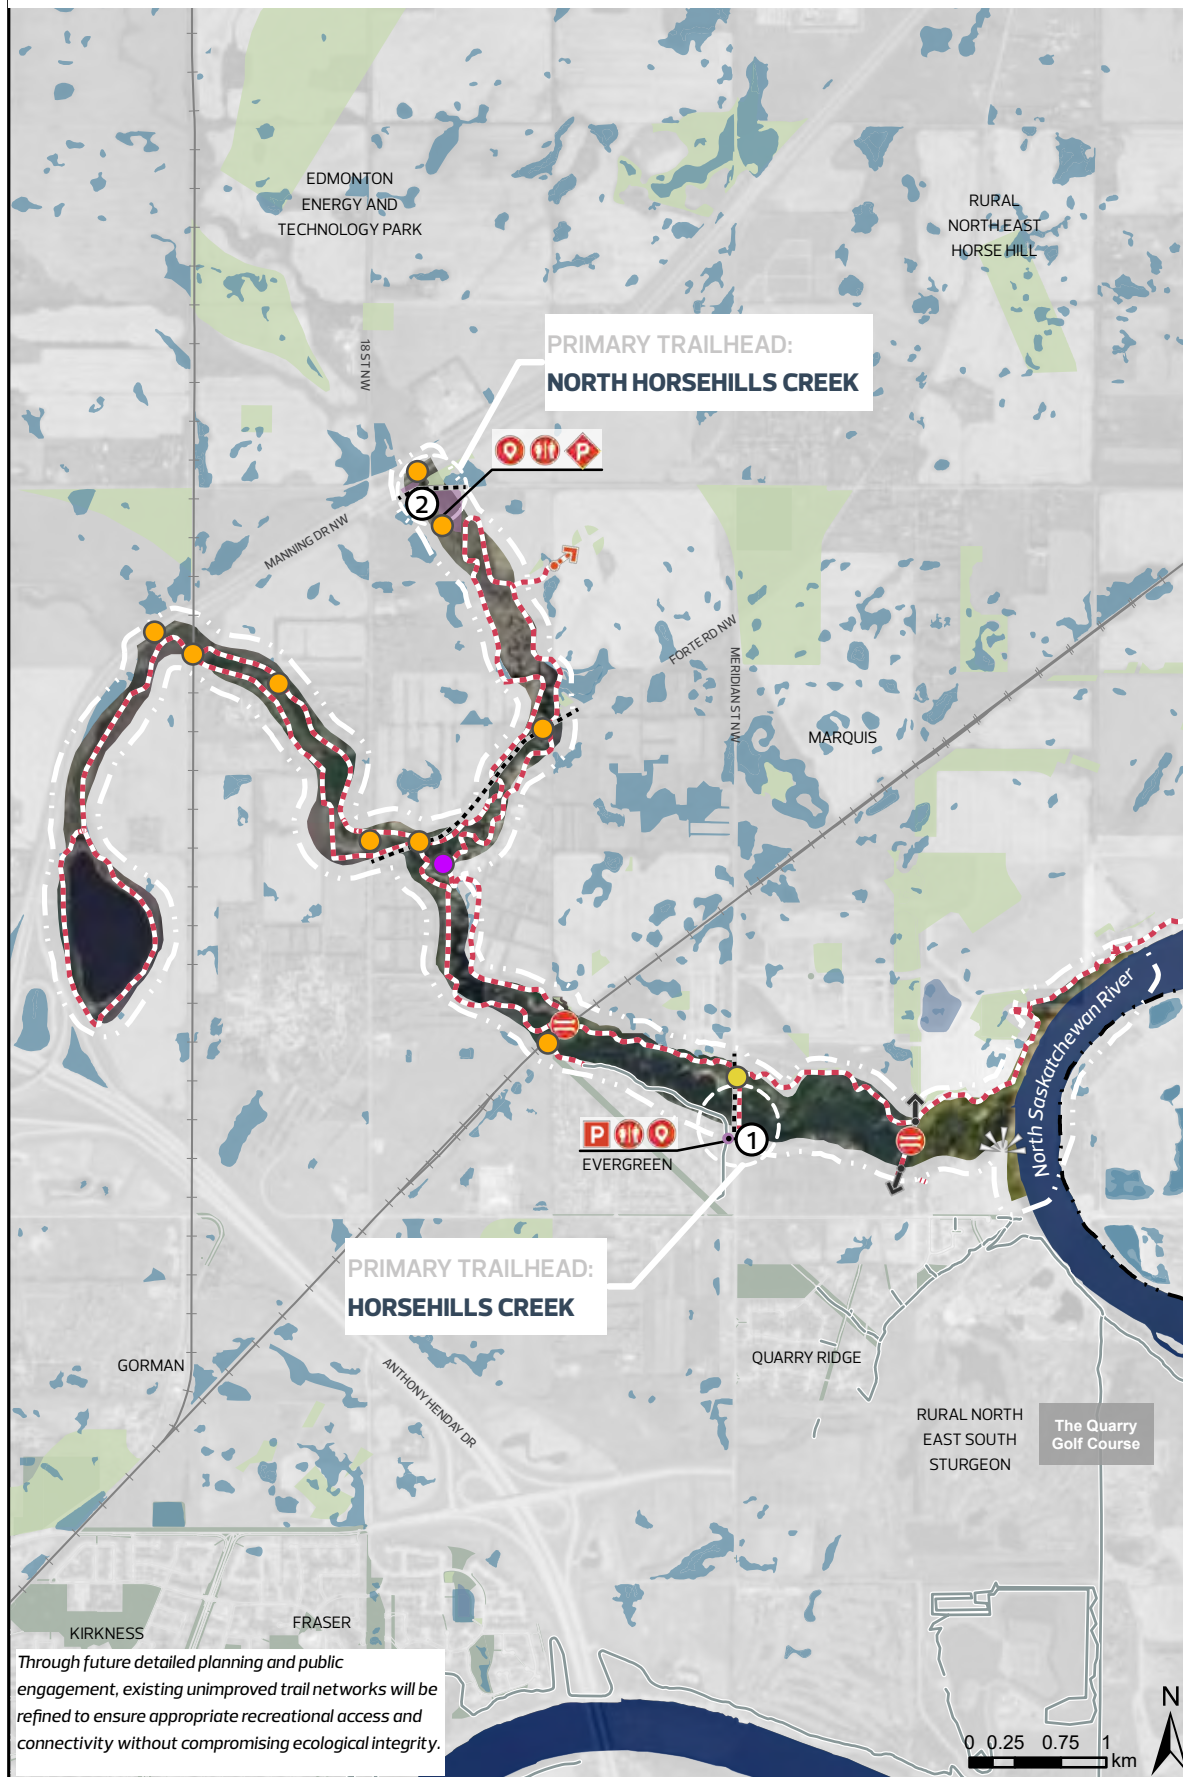 EDMONTON
ENERGY AND
TECHNOLOGY PARK
RURAL
NORTH EAST
HORSE HILL
18 ST NW
PRIMARY TRAILHEAD:
NORTH HORSEHILLS CREEK
P
2
MANNING DR NW
FORTE RD NW
MERIDIAN ST NW
MARQUIS
North Saskatchewan River
P
1
EVERGREEN
PRIMARY TRAILHEAD:
HORSEHILLS CREEK
GORMAN
ANTHONY HENDAY DR
QUARRY RIDGE
RURAL NORTH
EAST SOUTH
STURGEON
The Quarry
Golf Course
KIRKNESS
FRASER
Through future detailed planning and public
engagement, existing unimproved trail networks will be
refined to ensure appropriate recreational access and
connectivity without compromising ecological integrity.
N
0 0.25 0.75 1
km